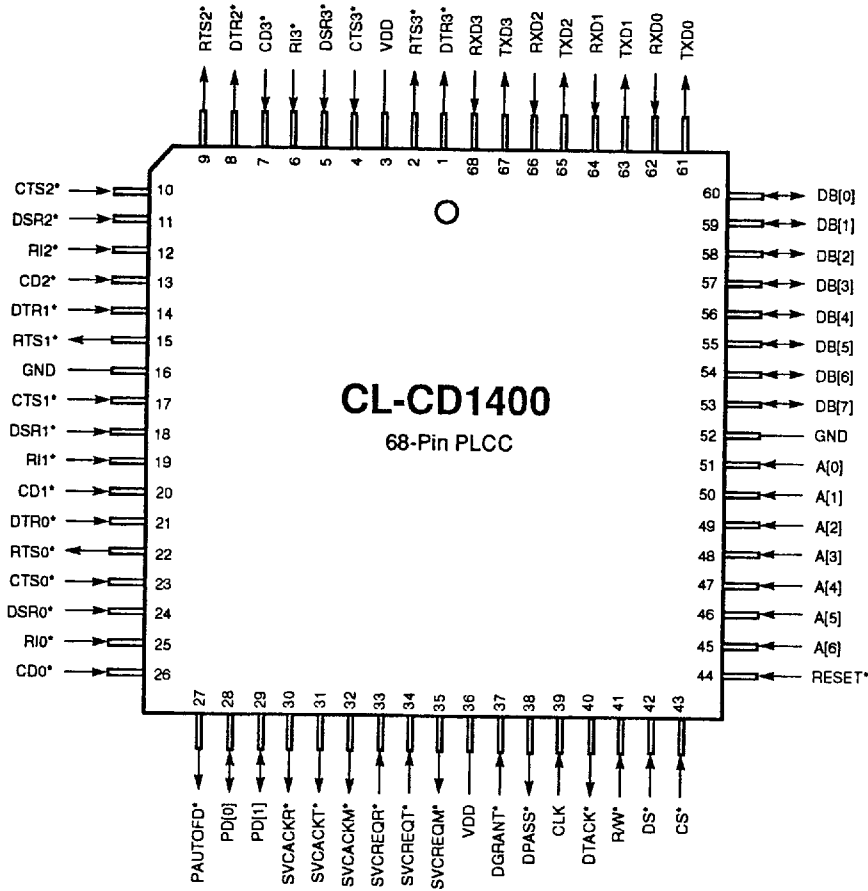 RTS2*
DTR2*
CD3*
RI3*
DSR3*
CTS3*
VDD
RTS3*
DTR3*
RXD3
TXD3
RXD2
TXD2
RXD1
TXD1
RXD0
TXD0
9 8 7 6 5 4 3 2 1 68 67 66 65 64 63 62 61
CTS2* 10
DSR2* 11
RI2* 12
CD2* 13
DTR1* 14
RTS1* 15
GND 16
CTS1* 17
DSR1* 18
RI1* 19
CD1* 20
DTR0* 21
RTS0* 22
CTS0* 23
DSR0* 24
RI0* 25
CD0* 26
CL-CD1400
68-Pin PLCC
60 DB[0]
59 DB[1]
58 DB[2]
57 DB[3]
56 DB[4]
55 DB[5]
54 DB[6]
53 DB[7]
52 GND
51 A[0]
50 A[1]
49 A[2]
48 A[3]
47 A[4]
46 A[5]
45 A[6]
44 RESET*
27 28 29 30 31 32 33 34 35 36 37 38 39 40 41 42 43
PAUTOFD*
PD[0]
PD[1]
SVCACKR*
SVCACKT*
SVCACKM*
SVCREQR*
SVCREQT*
SVCREQM*
VDD
DGRANT*
DPASS*
CLK
DTACK*
R/W*
DS*
CS*